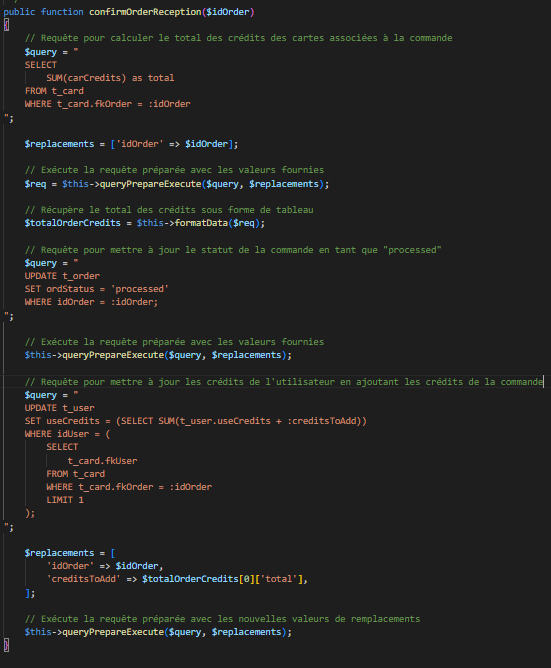 public function confirmOrderReception($idOrder)
{
// Requête pour calculer le total des crédits des cartes associées à la commande
$query = "
SELECT
SUM(carCredits) as total
FROM t_card
WHERE t_card.fkOrder = :idOrder
";
$replacements = ['idOrder' => $idOrder];
// Exécute la requête préparée avec les valeurs fournies
$req = $this->queryPrepareExecute($query, $replacements);
// Récupère le total des crédits sous forme de tableau
$totalOrderCredits = $this->formatData($req);
// Requête pour mettre à jour le statut de la commande en tant que "processed"
$query = "
UPDATE t_order
SET ordStatus = 'processed'
WHERE idOrder = :idOrder;
";
// Exécute la requête préparée avec les valeurs fournies
$this->queryPrepareExecute($query, $replacements);
// Requête pour mettre à jour les crédits de l'utilisateur en ajoutant les crédits de la commande
$query = "
UPDATE t_user
SET useCredits = (SELECT SUM(t_user.useCredits + :creditsToAdd))
WHERE idUser = (
SELECT
t_card.fkUser
FROM t_card
WHERE t_card.fkOrder = :idOrder
LIMIT 1
);
";
$replacements = [
'idOrder' => $idOrder,
'creditsToAdd' => $totalOrderCredits[0]['total'],
];
// Exécute la requête préparée avec les nouvelles valeurs de remplacements
$this->queryPrepareExecute($query, $replacements);
}